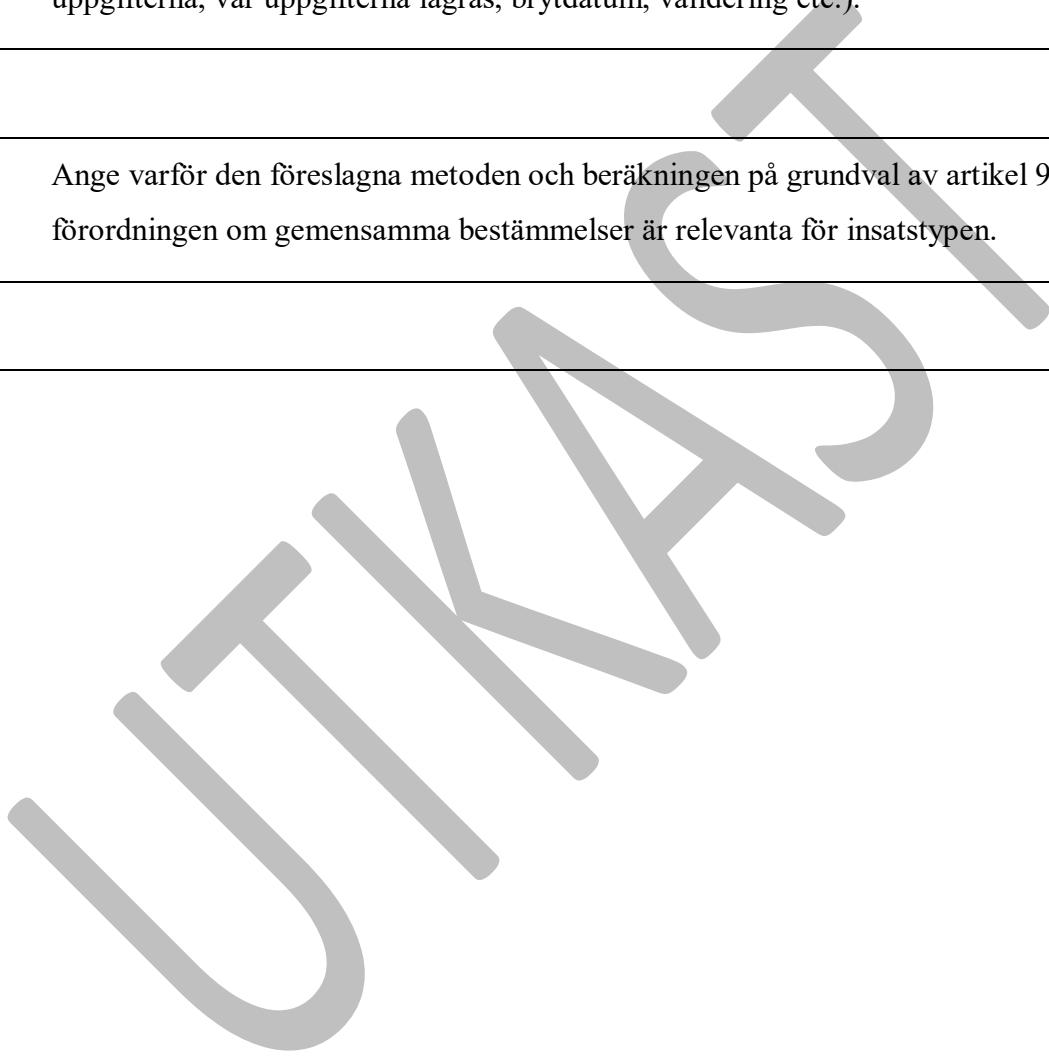 uppgifterna, var uppgifterna lagras, brytdatum, validering etc.).
Ange varför den föreslagna metoden och beräkningen på grundval av artikel 9
förordningen om gemensamma bestämmelser är relevanta för insatstypen.
UTKAST